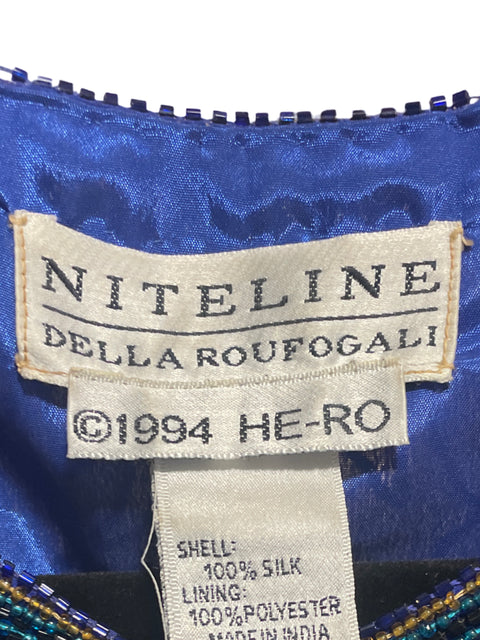 NITELINE
DELLA ROUFOGALI
©1994 HE-RO
SHELL:
100% SILK
LINING:
100% POLYESTER
MADE IN INDIA